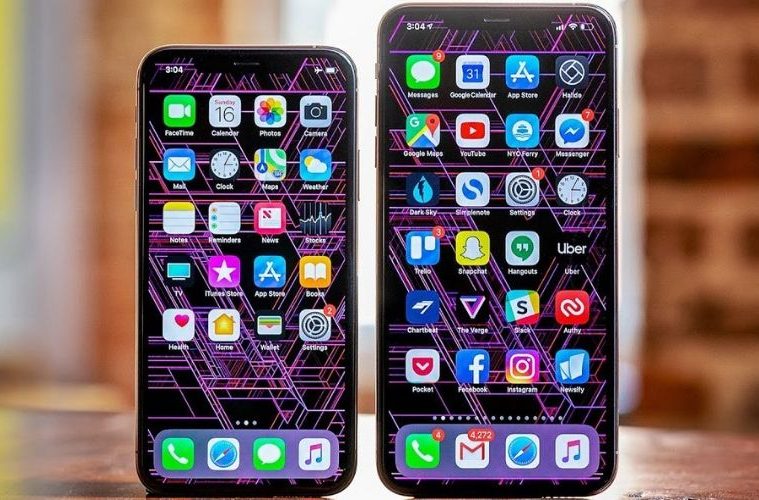 3:04
FaceTime Calendar Photos Camera
Sunday
16
Mail Clock Maps Weather
Notes Reminders News Stocks
TV iTunes Store App Store Books
2
Health Home Wallet Settings
3:04
9
31
Messages Google Calendar App Store Halide
7
Google Maps YouTube NYC Ferry Messenger
1
Dark Sky Simplenote Settings Clock
3
Uber
Trello Snapchat Hangouts Uber
Chartbeat The Verge Slack Authy
Pocket Facebook Instagram Newsify
4 4,272